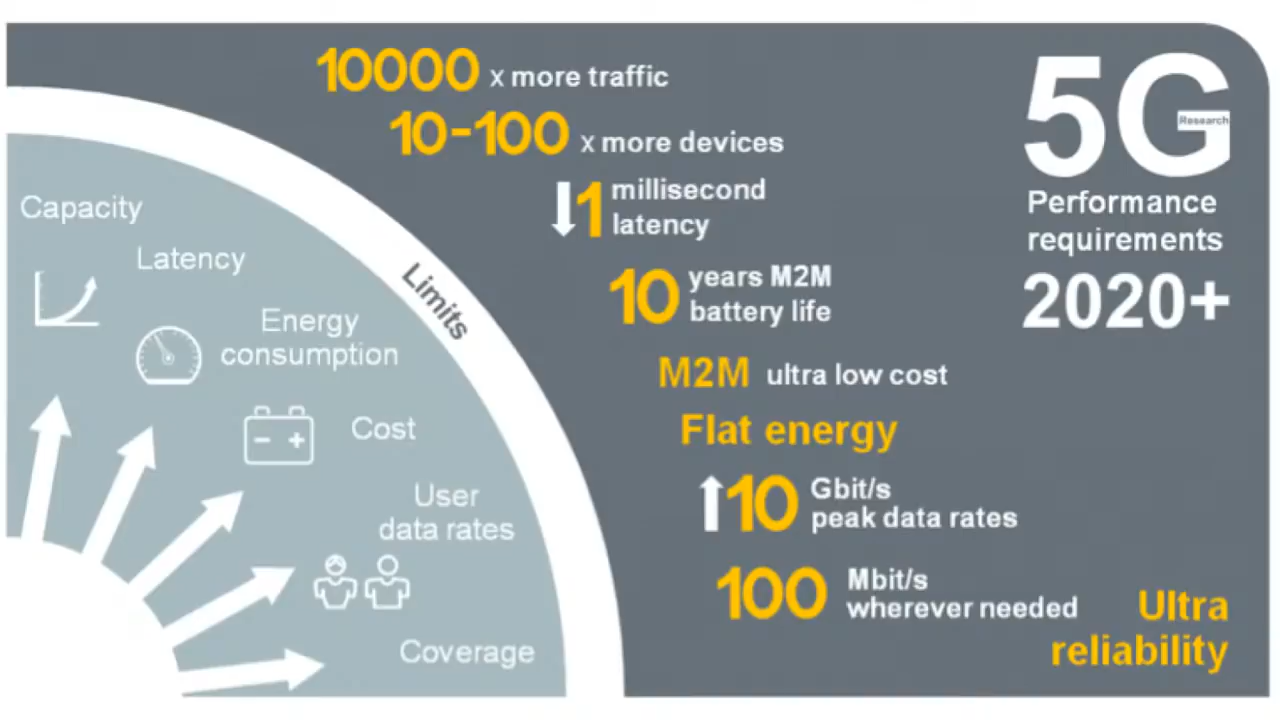 10000 x more traffic
10-100 x more devices
1 millisecond
latency
10 years M2M
battery life
M2M ultra low cost
Flat energy
10 Gbit/s
peak data rates
100 Mbit/s
wherever needed
Ultra
reliability
5G
Research
Performance
requirements
2020+
Limits
Capacity
Latency
Energy
consumption
Cost
User
data rates
Coverage